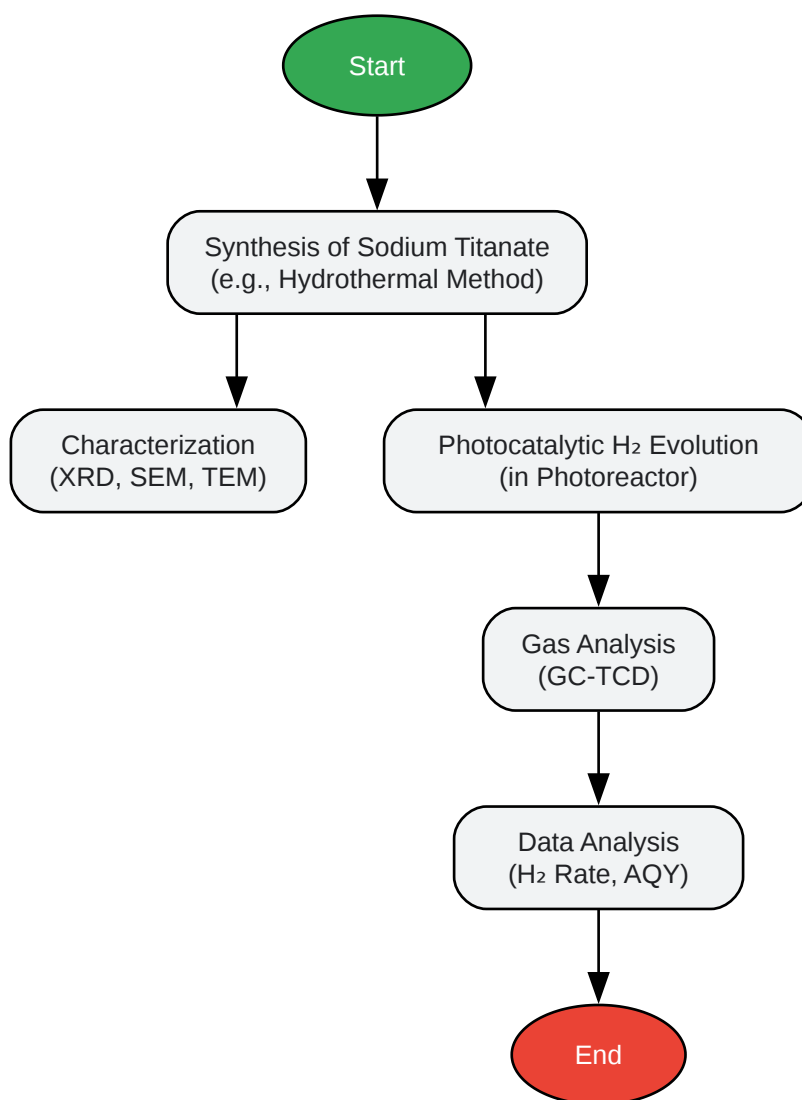 Start
Synthesis of Sodium Titanate
(e.g., Hydrothermal Method)
Characterization
(XRD, SEM, TEM)
Photocatalytic H₂ Evolution
(in Photoreactor)
Gas Analysis
(GC-TCD)
Data Analysis
(H₂ Rate, AQY)
End